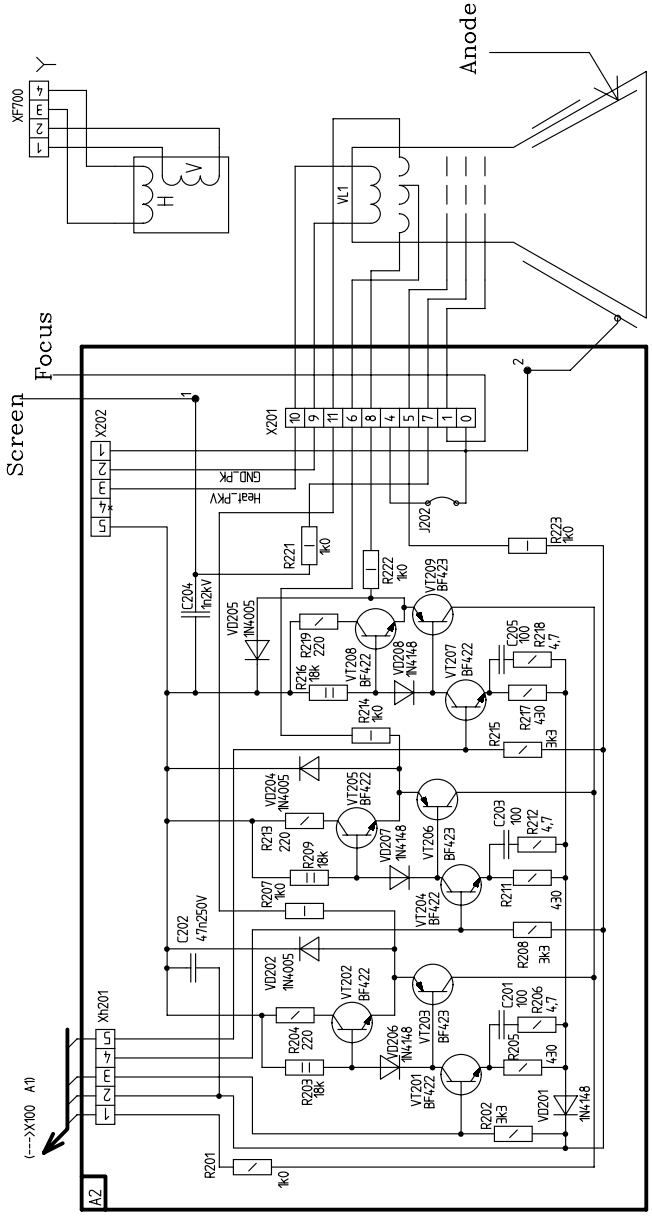 XF700
1
2
3
4
Y
H
V
Anode
VL1
Screen
Focus
X202
1
2
3
4*
5
GND_PK
Heat_PKV
1
2
X201
10
9
11
6
8
4
5
7
1
0
J202
R221
1k0
R222
1k0
R223
1k0
C204
1n2kV
VD205
1N4005
R219
220
R216
18k
VT208
BF422
VD208
1N4148
VT209
BF423
VT207
BF422
C205
100
R218
4,7
R217
430
R215
3k3
R214
1k0
VD204
1N4005
R213
220
VT205
BF422
R209
18k
VD207
1N4148
VT206
BF423
VT204
BF422
C203
100
R212
4,7
R211
430
R208
3k3
R207
1k0
C202
47n250V
VD202
1N4005
VT202
BF422
R204
220
R203
18k
VD206
1N4148
VT203
BF423
VT201
BF422
C201
100
R206
4,7
R205
430
R202
3k3
VD201
1N4148
Xh201
5
4
3
2
1
(--->X100 A1)
R201
1k0
A2